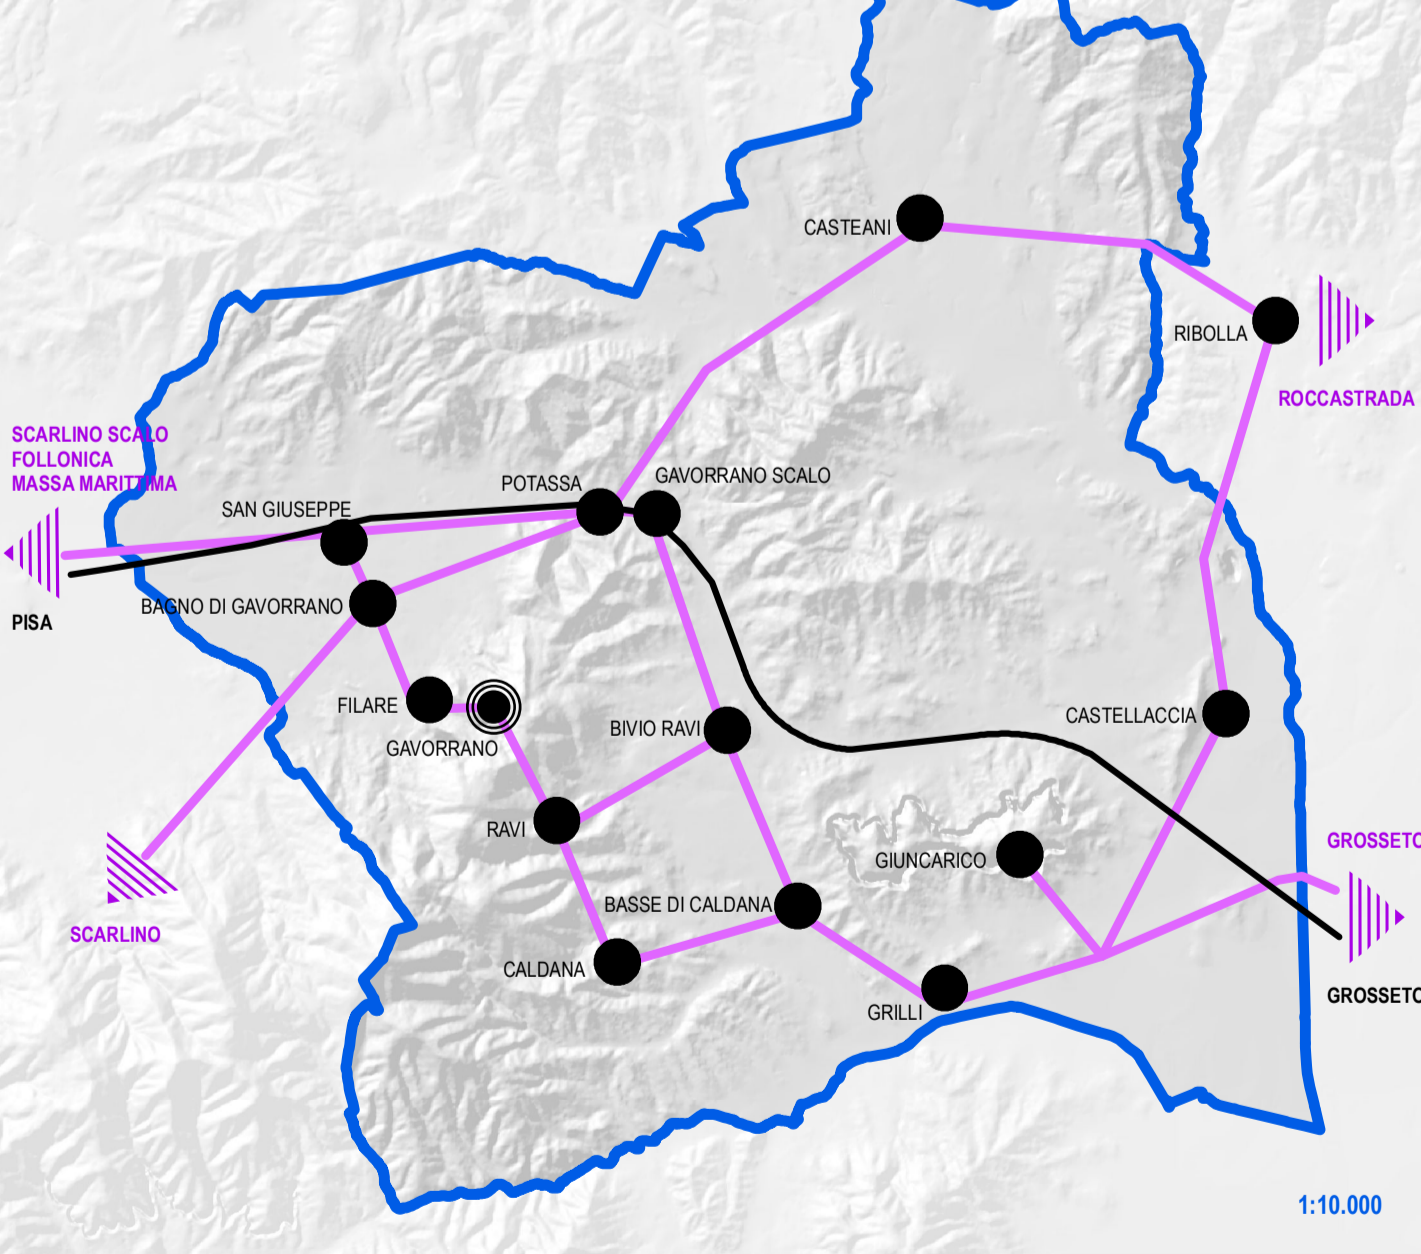 CASTEANI
RIBOLLA
ROCCASTRADA
SCARLINO SCALO
FOLLONICA
MASSA MARITTIMA
POTASSA
GAVORRANO SCALO
SAN GIUSEPPE
BAGNO DI GAVORRANO
PISA
FILARE
GAVORRANO
BIVIO RAVI
CASTELLACCIA
RAVI
GIUNCARICO
GROSSETO
BASSE DI CALDANA
SCARLINO
CALDANA
GRILLI
GROSSETO
1:10.000